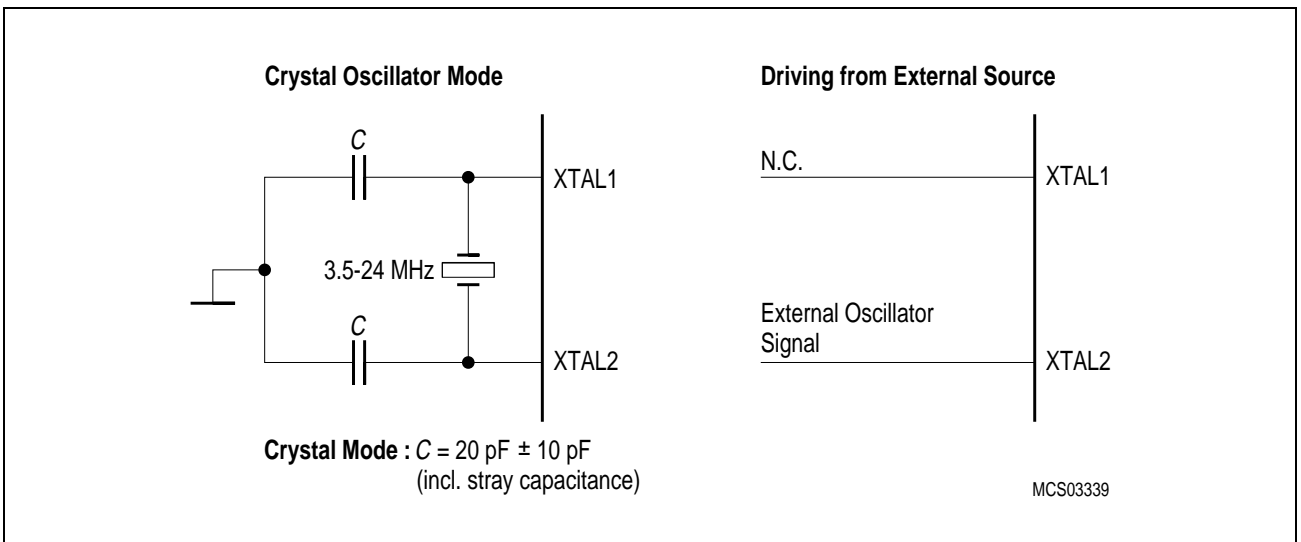 Crystal Oscillator Mode
C
XTAL1
3.5-24 MHz
C
XTAL2
Crystal Mode : C = 20 pF ± 10 pF
(incl. stray capacitance)
Driving from External Source
N.C.
XTAL1
External Oscillator
Signal
XTAL2
MCS03339